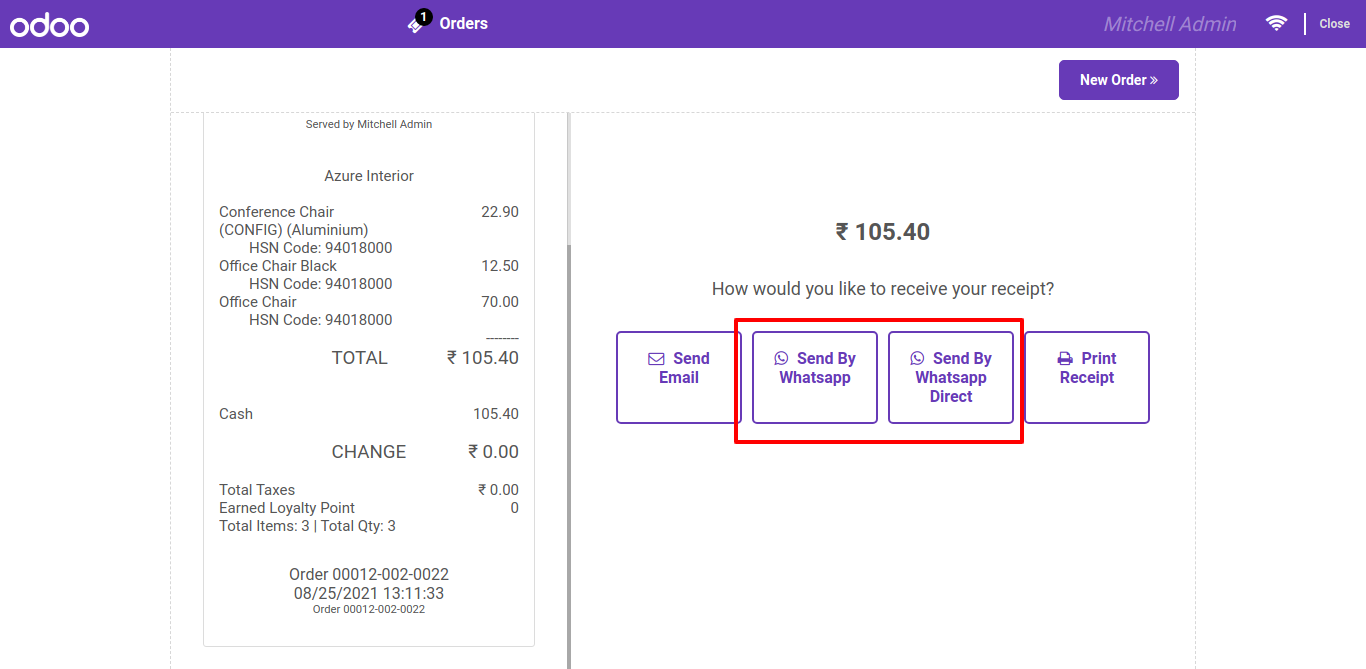 odoo
1
Orders
Mitchell Admin
Close
New Order »
Served by Mitchell Admin
Azure Interior
Conference Chair 22.90
(CONFIG) (Aluminium)
HSN Code: 94018000
Office Chair Black 12.50
HSN Code: 94018000
Office Chair 70.00
HSN Code: 94018000
--------
TOTAL ₹ 105.40
Cash 105.40
CHANGE ₹ 0.00
Total Taxes ₹ 0.00
Earned Loyalty Point 0
Total Items: 3 | Total Qty: 3
Order 00012-002-0022
08/25/2021 13:11:33
Order 00012-002-0022
₹ 105.40
How would you like to receive your receipt?
Send
Email
Send By
Whatsapp
Send By
Whatsapp
Direct
Print
Receipt